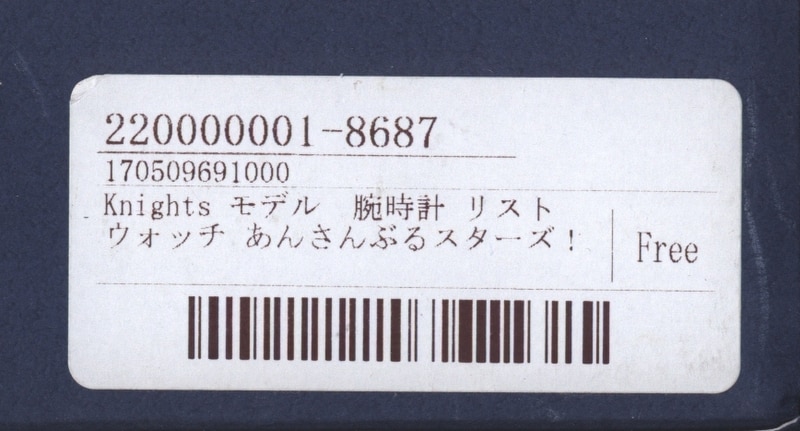 220000001-8687
170509691000
Knights モデル　腕時計 リスト
ウォッチ あんさんぶるスターズ！
Free